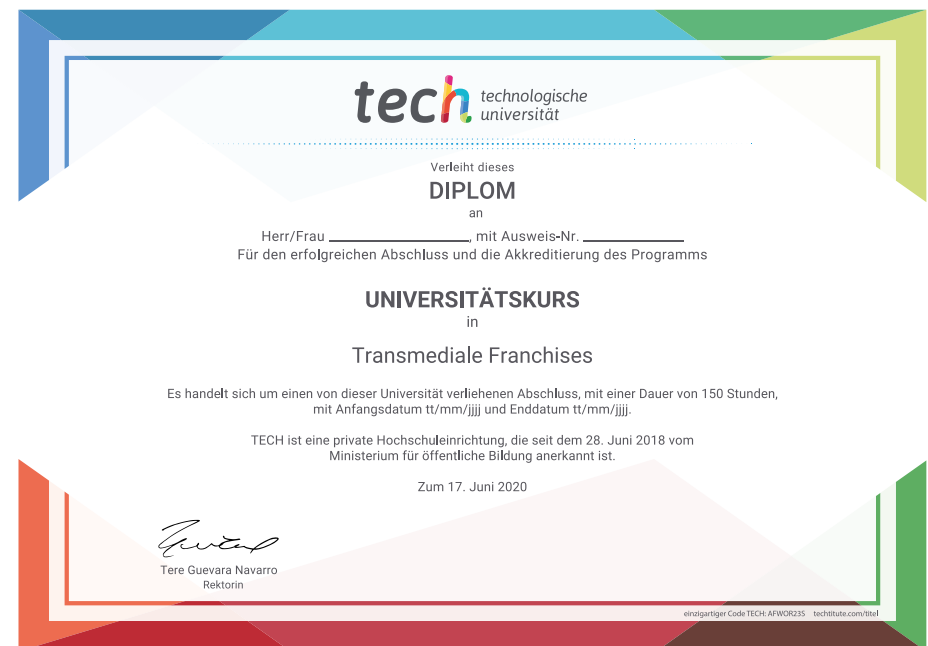 tech technologische
universität
Verleiht dieses
DIPLOM
an
Herr/Frau ____________________, mit Ausweis-Nr. ______________
Für den erfolgreichen Abschluss und die Akkreditierung des Programms
UNIVERSITÄTSKURS
in
Transmediale Franchises
Es handelt sich um einen von dieser Universität verliehenen Abschluss, mit einer Dauer von 150 Stunden,
mit Anfangsdatum tt/mm/jjjj und Enddatum tt/mm/jjjj.
TECH ist eine private Hochschuleinrichtung, die seit dem 28. Juni 2018 vom
Ministerium für öffentliche Bildung anerkannt ist.
Zum 17. Juni 2020
Tere Guevara Navarro
Rektorin
einzigartiger Code TECH: AFWOR23S techtitute.com/titel